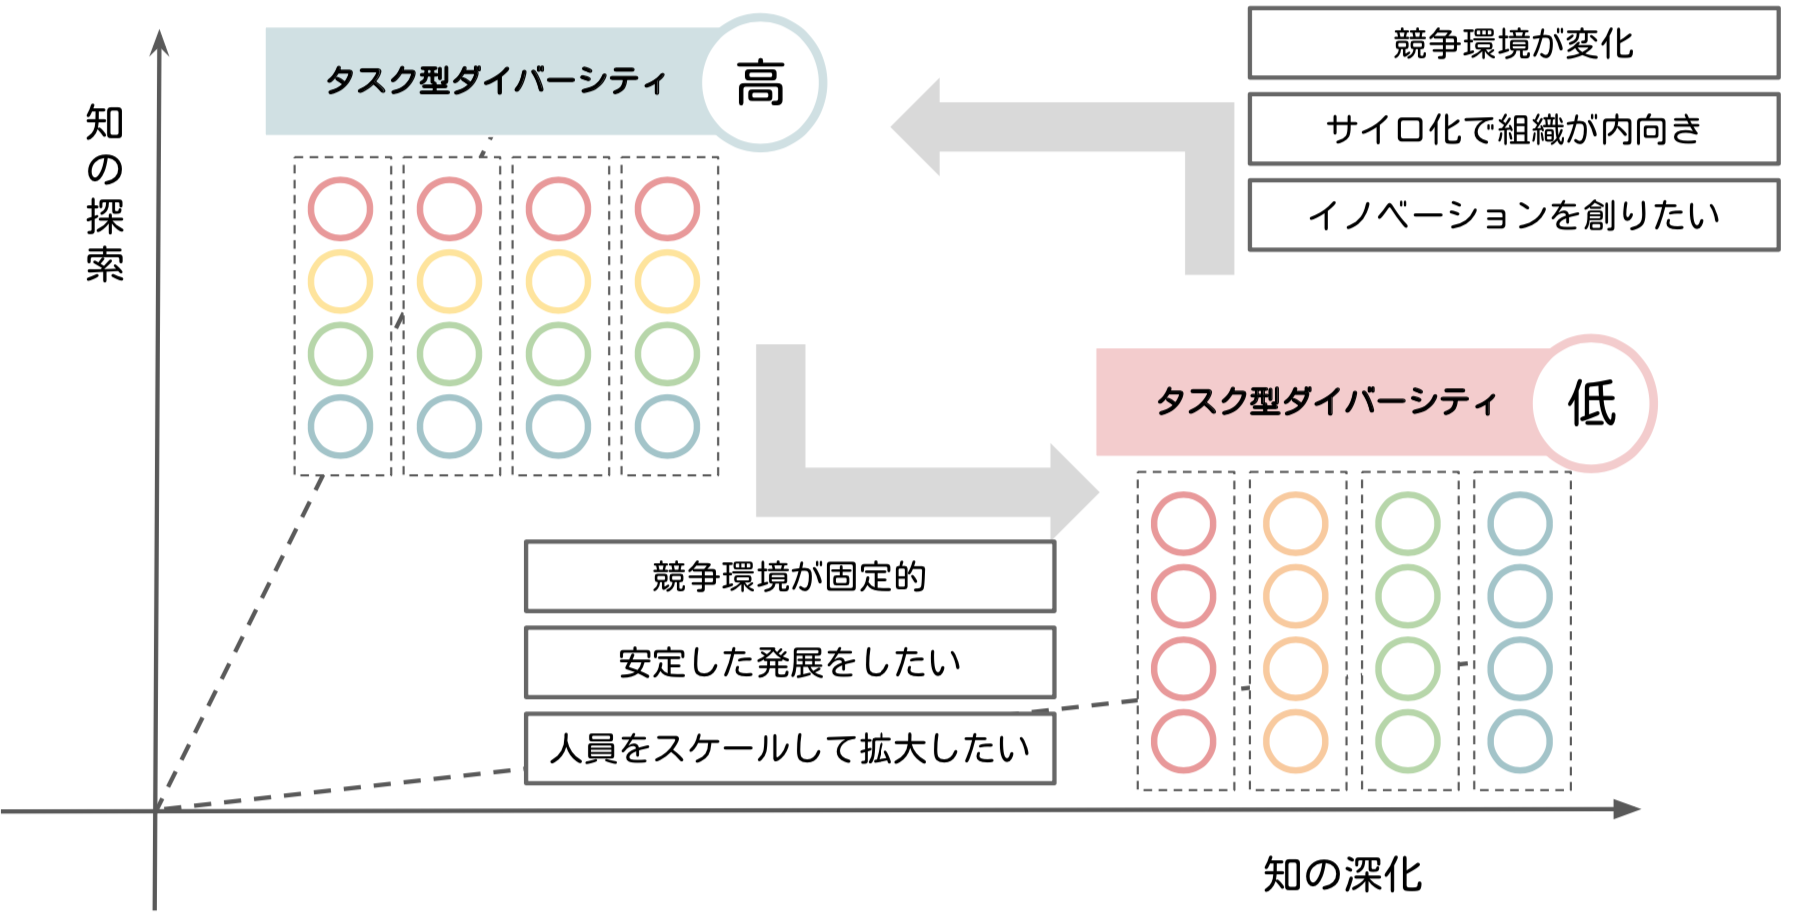 知の探索
タスク型ダイバーシティ
高
競争環境が変化
サイロ化で組織が内向き
イノベーションを創りたい
タスク型ダイバーシティ
低
競争環境が固定的
安定した発展をしたい
人員をスケールして拡大したい
知の深化